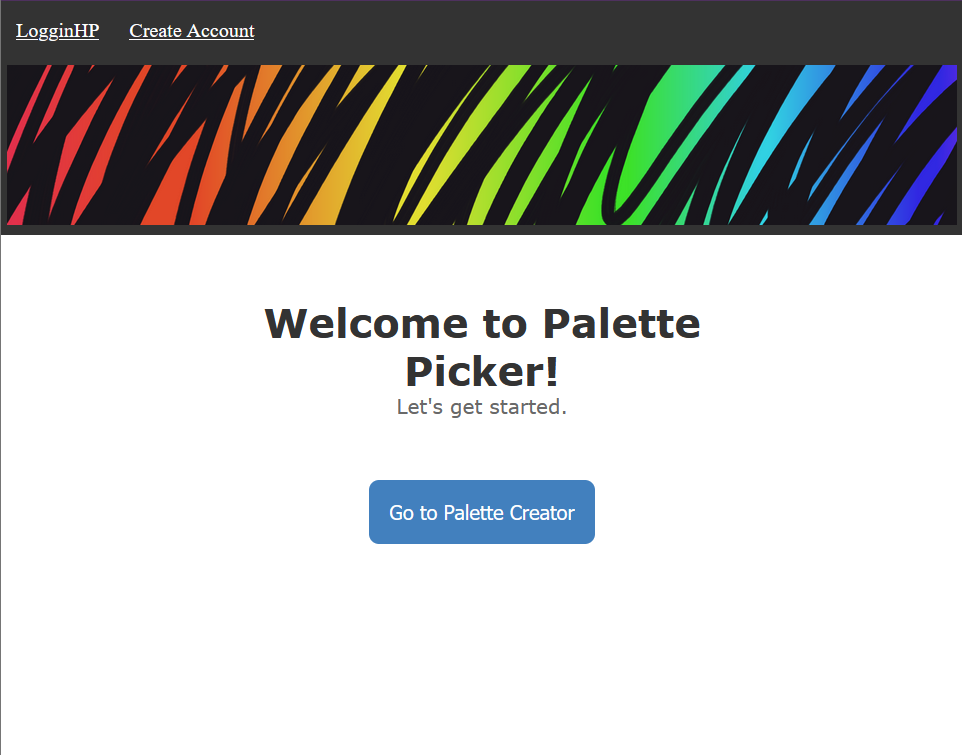 LogginHP Create Account
Welcome to Palette
Picker!
Let's get started.
Go to Palette Creator